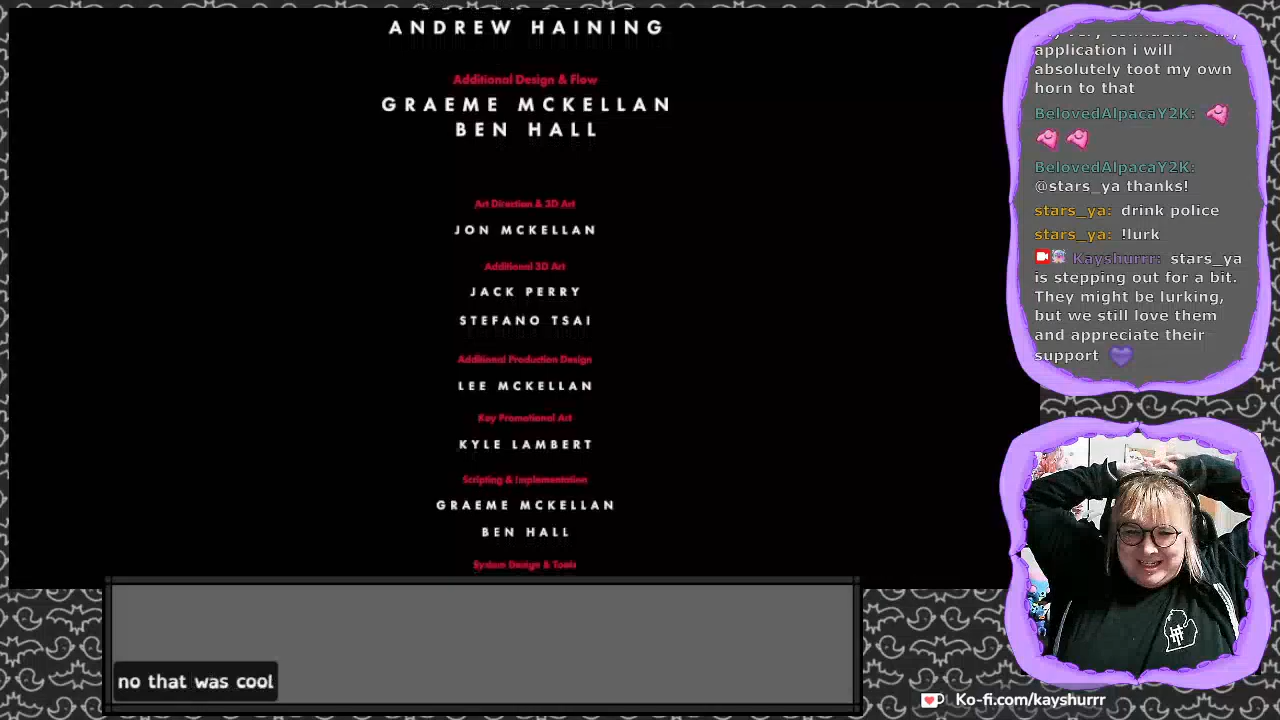 ANDREW HAINING
Additional Design & Flow
GRAEME MCKELLAN
BEN HALL
Art Direction & 3D Art
JON MCKELLAN
Additional 3D Art
JACK PERRY
STEFANO TSAI
Additional Production Design
LEE MCKELLAN
Key Promotional Art
KYLE LAMBERT
Scripting & Implementation
GRAEME MCKELLAN
BEN HALL
System Design & Tools
no that was cool
application i will
absolutely toot my own
horn to that
BelovedAlpacaY2K:
BelovedAlpacaY2K:
@stars_ya thanks!
stars_ya: drink police
stars_ya: !lurk
Kayshurrr: stars_ya
is stepping out for a bit.
They might be lurking,
but we still love them
and appreciate their
support
Ko-fi.com/kayshurrr